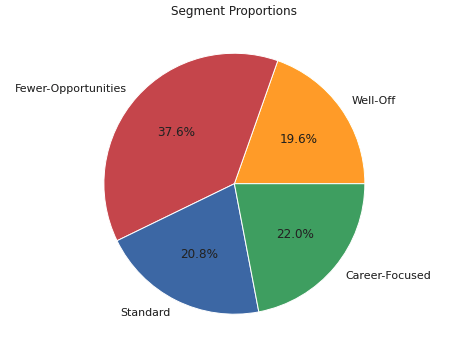 Segment Proportions
Fewer-Opportunities
Well-Off
37.6%
19.6%
22.0%
20.8%
Career-Focused
Standard